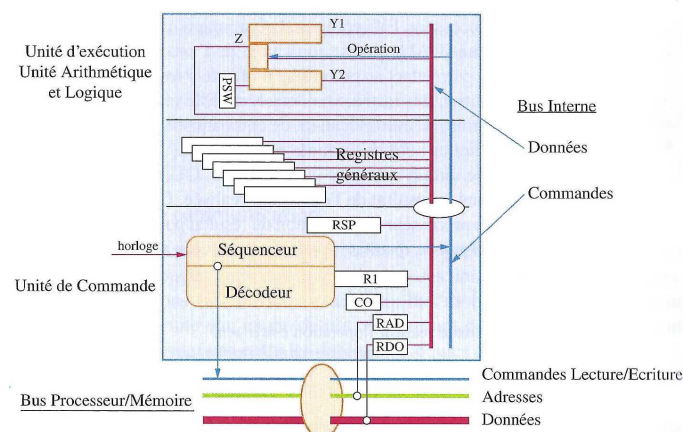 Y1
Z
Opération
Unité d'exécution
Unité Arithmétique
et Logique
PSW
Y2
Bus Interne
Données
Registres
généraux
Commandes
RSP
horloge
Séquenceur
Unité de Commande
Décodeur
R1
CO
RAD
RDO
Commandes Lecture/Ecriture
Bus Processeur/Mémoire
Adresses
Données